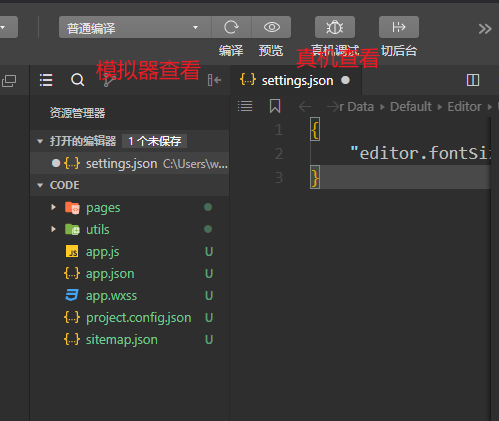 普通编译
编译 预览 真机调试 切后台
模拟器查看 真机查看
settings.json
资源管理器
r Data > Default > Editor >
打开的编辑器 1 个未保存
settings.json C:\Users\w...
CODE
pages
utils
app.js U
app.json U
app.wxss U
project.config.json U
sitemap.json U
1 {
2 "editor.fontSi
3 }